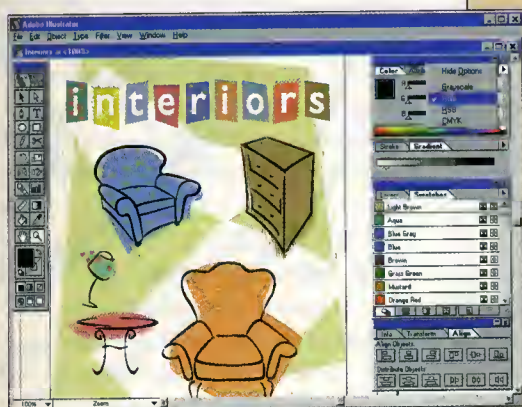 Adobe Illustrator
File Edit Object Type Filter View Window Help
interiors
Color
Hide Options
Grayscale
RGB
HSB
CMYK
R
G
B
Stroke Gradient
Layers Swatches
Light Brown
Aqua
Blue Gray
Blue
Brown
Grass Green
Mustard
Orange Red
Info Transform Align
Align Objects
Distribute Objects
100% Zoom